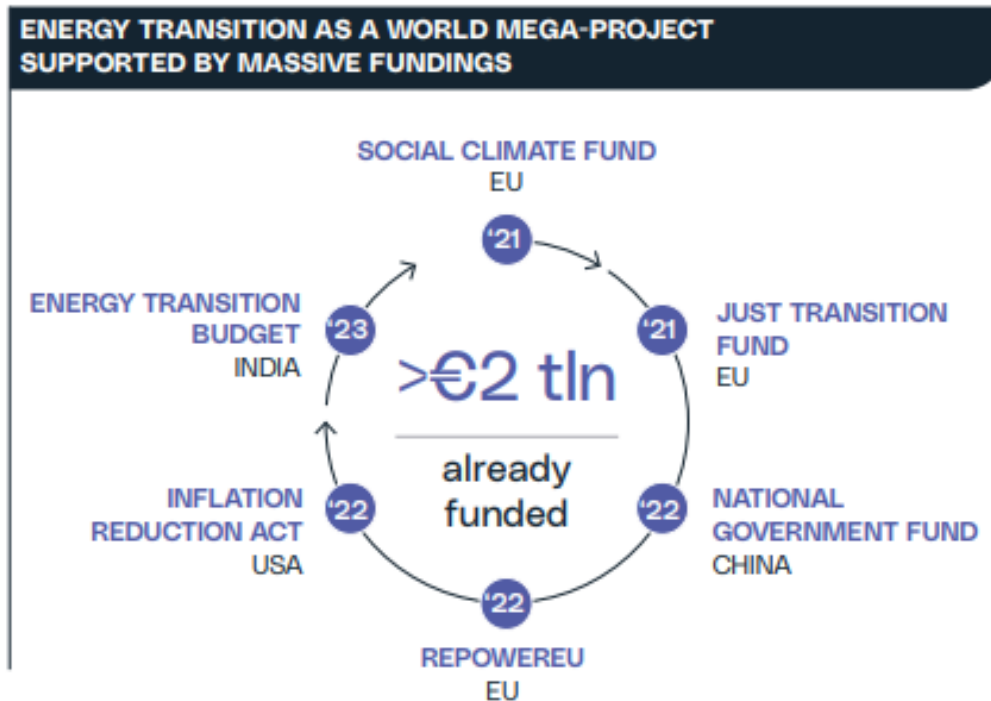 ENERGY TRANSITION AS A WORLD MEGA-PROJECT
SUPPORTED BY MASSIVE FUNDINGS
SOCIAL CLIMATE FUND
EU
‘21
‘21
JUST TRANSITION
FUND
EU
‘22
NATIONAL
GOVERNMENT FUND
CHINA
‘22
REPOWEREU
EU
‘22
INFLATION
REDUCTION ACT
USA
‘23
ENERGY TRANSITION
BUDGET
INDIA
>€2 tln
already
funded